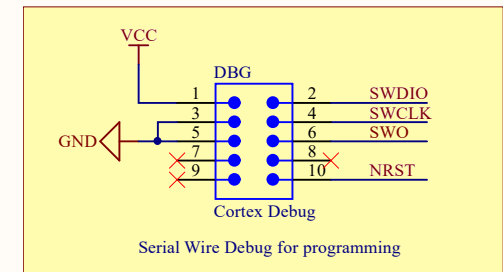 VCC
DBG
1 2 SWDIO
3 4 SWCLK
GND 5 6 SWO
7 8
9 10 NRST
Cortex Debug
Serial Wire Debug for programming